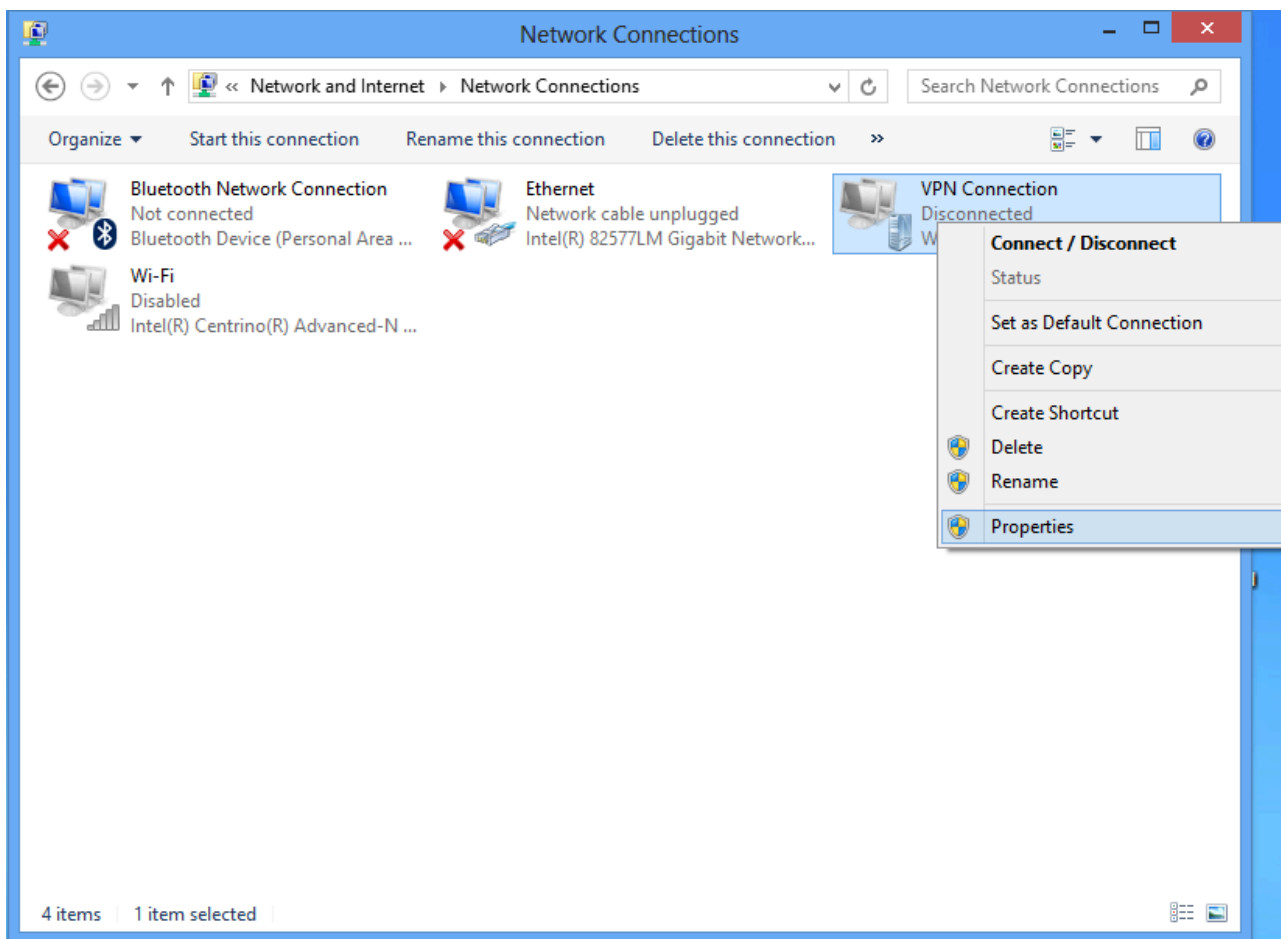 Network Connections
« Network and Internet Network Connections
Search Network Connections
Organize Start this connection Rename this connection Delete this connection »
Bluetooth Network Connection
Not connected
Bluetooth Device (Personal Area ...
Ethernet
Network cable unplugged
Intel(R) 82577LM Gigabit Network...
VPN Connection
Disconnected
W
Wi-Fi
Disabled
Intel(R) Centrino(R) Advanced-N ...
Connect / Disconnect
Status
Set as Default Connection
Create Copy
Create Shortcut
Delete
Rename
Properties
4 items 1 item selected